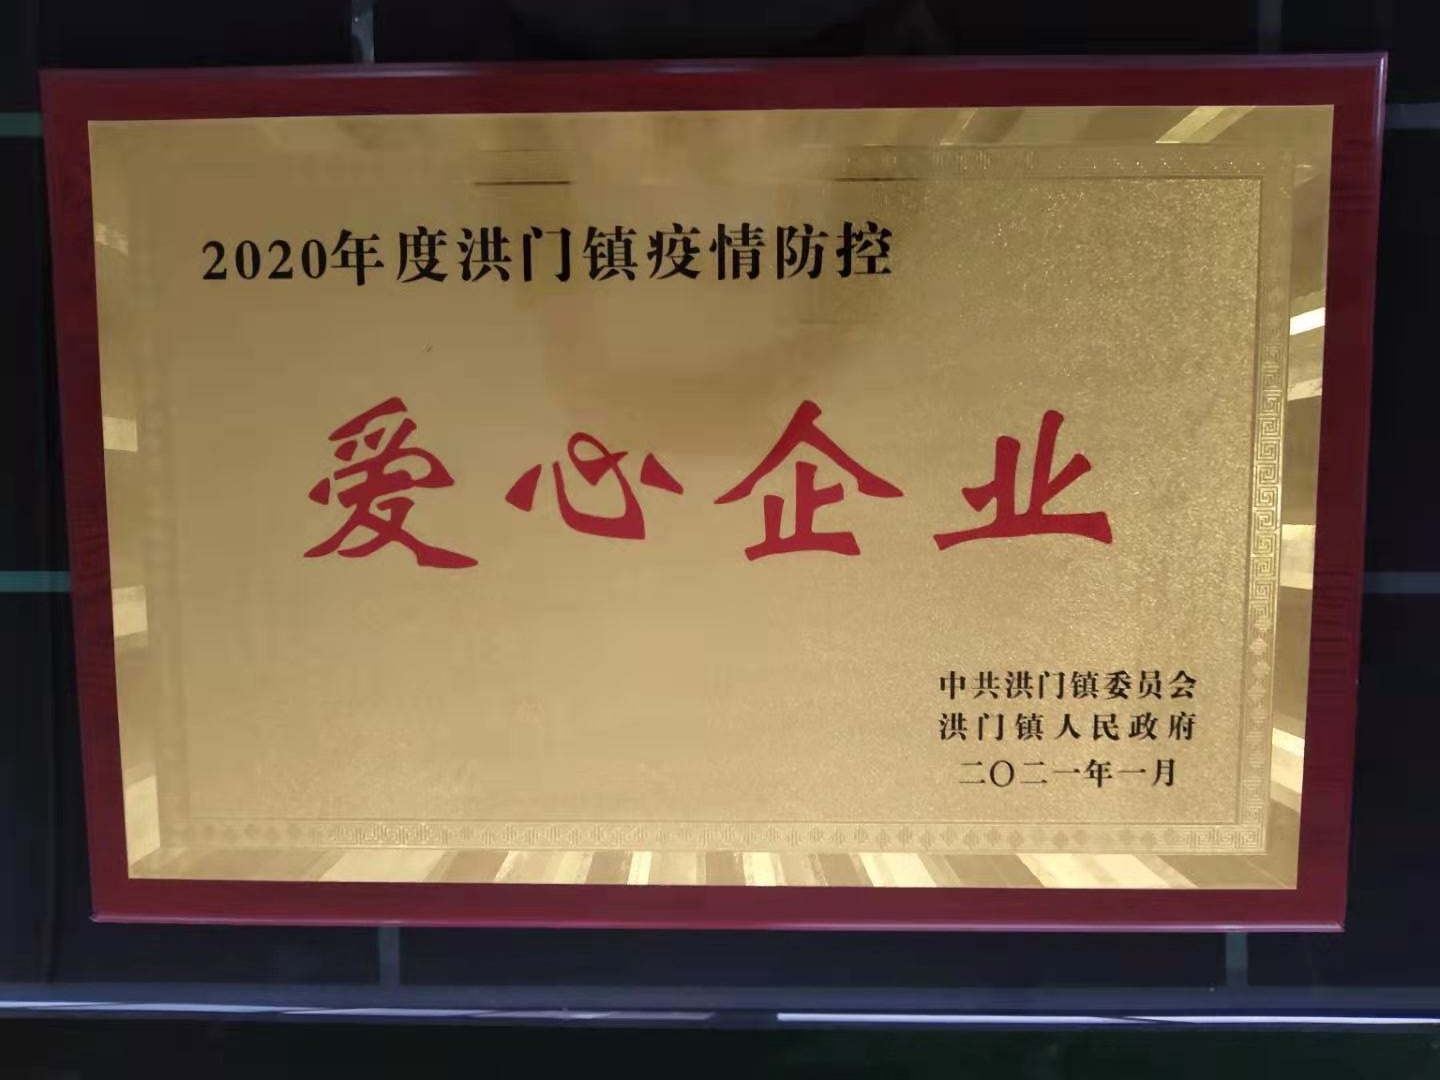 2020年度洪门镇疫情防控
爱心企业
中共洪门镇委员会
洪门镇人民政府
二〇二一年一月